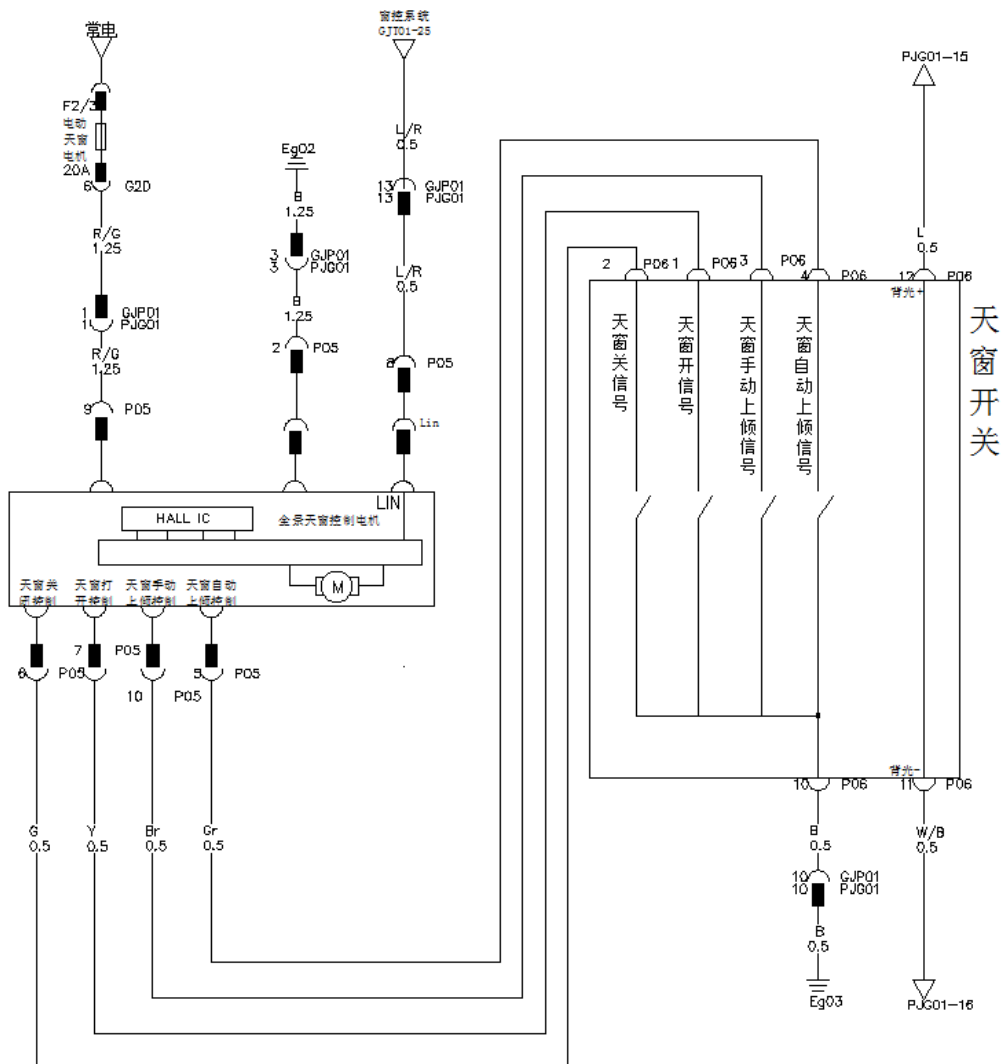 常电
F2/3
电动
天窗
电机
20A
6 G2D
R/G
1.25
1 GJP01
1 PJG01
R/G
1.25
9 P05
Eg02
B
1.25
3 GJP01
3 PJG01
B
1.25
2 P05
窗控系统
GJT01-25
L/R
0.5
13 GJP01
13 PJG01
L/R
0.5
8 P05
Lin
LIN
HALL IC
全景天窗控制电机
M
天窗关
闭控制
天窗打
开控制
天窗手动
上倾控制
天窗自动
上倾控制
6 P05
7 P05
10 P05
5 P05
G
0.5
Y
0.5
Br
0.5
Gr
0.5
PJG01-15
L
0.5
2 P06
1 P06
3 P06
4 P06
12 P06
背光+
天窗关信号
天窗开信号
天窗手动上倾信号
天窗自动上倾信号
天窗开关
背光-
10 P06
11 P06
B
0.5
10 GJP01
10 PJG01
B
0.5
Eg03
W/B
0.5
PJG01-16